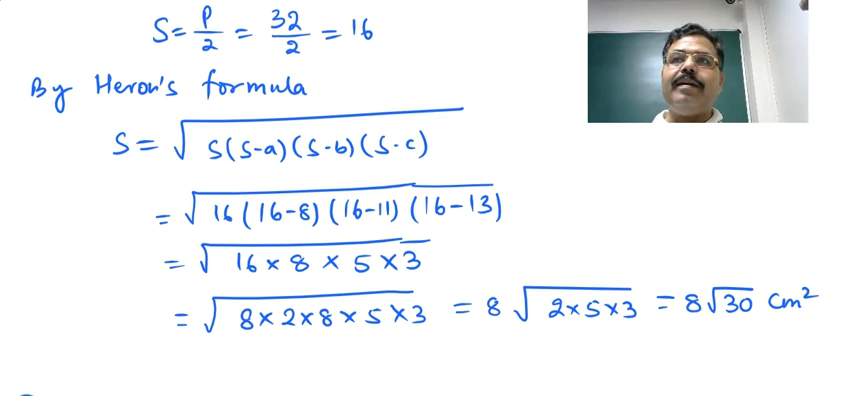 S = P/2 = 32/2 = 16
By Heron's formula
S = √S(S-a)(S-b)(S-c)
= √16(16-8)(16-11)(16-13)
= √16 × 8 × 5 × 3
= √8 × 2 × 8 × 5 × 3 = 8 √2 × 5 × 3 = 8√30 cm²